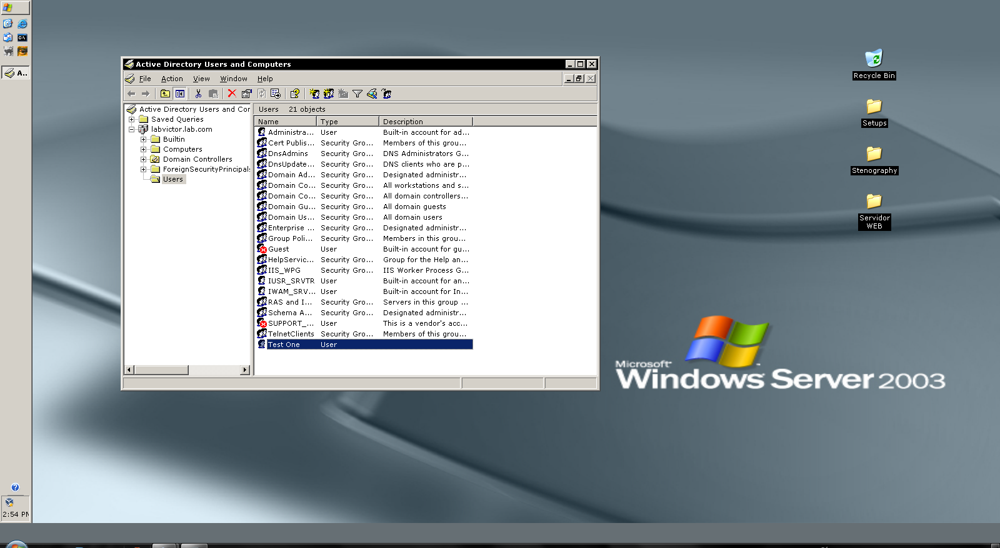 Active Directory Users and Computers
File Action View Window Help
Active Directory Users and Cor
Saved Queries
labvictor.lab.com
Builtin
Computers
Domain Controllers
ForeignSecurityPrincipals
Users
Users 21 objects
Name Type Description
Administra... User Built-in account for ad...
Cert Publis... Security Gro... Members of this grou...
DnsAdmins Security Gro... DNS Administrators G...
DnsUpdate... Security Gro... DNS clients who are p...
Domain Ad... Security Gro... Designated administr...
Domain Co... Security Gro... All workstations and s...
Domain Co... Security Gro... All domain controllers...
Domain Gu... Security Gro... All domain guests
Domain Us... Security Gro... All domain users
Enterprise ... Security Gro... Designated administr...
Group Poli... Security Gro... Members in this grou...
Guest User Built-in account for gu...
HelpServic... Security Gro... Group for the Help an...
IIS_WPG Security Gro... IIS Worker Process G...
IUSR_SRVTR User Built-in account for an...
IWAM_SRV... User Built-in account for In...
RAS and I... Security Gro... Servers in this group ...
Schema A... Security Gro... Designated administr...
SUPPORT_... User This is a vendor's acc...
TelnetClients Security Gro... Members of this grou...
Test One User
Recycle Bin
Setups
Stenography
Servidor
WEB
Microsoft
Windows Server 2003
C:\
A..
2:54 PM